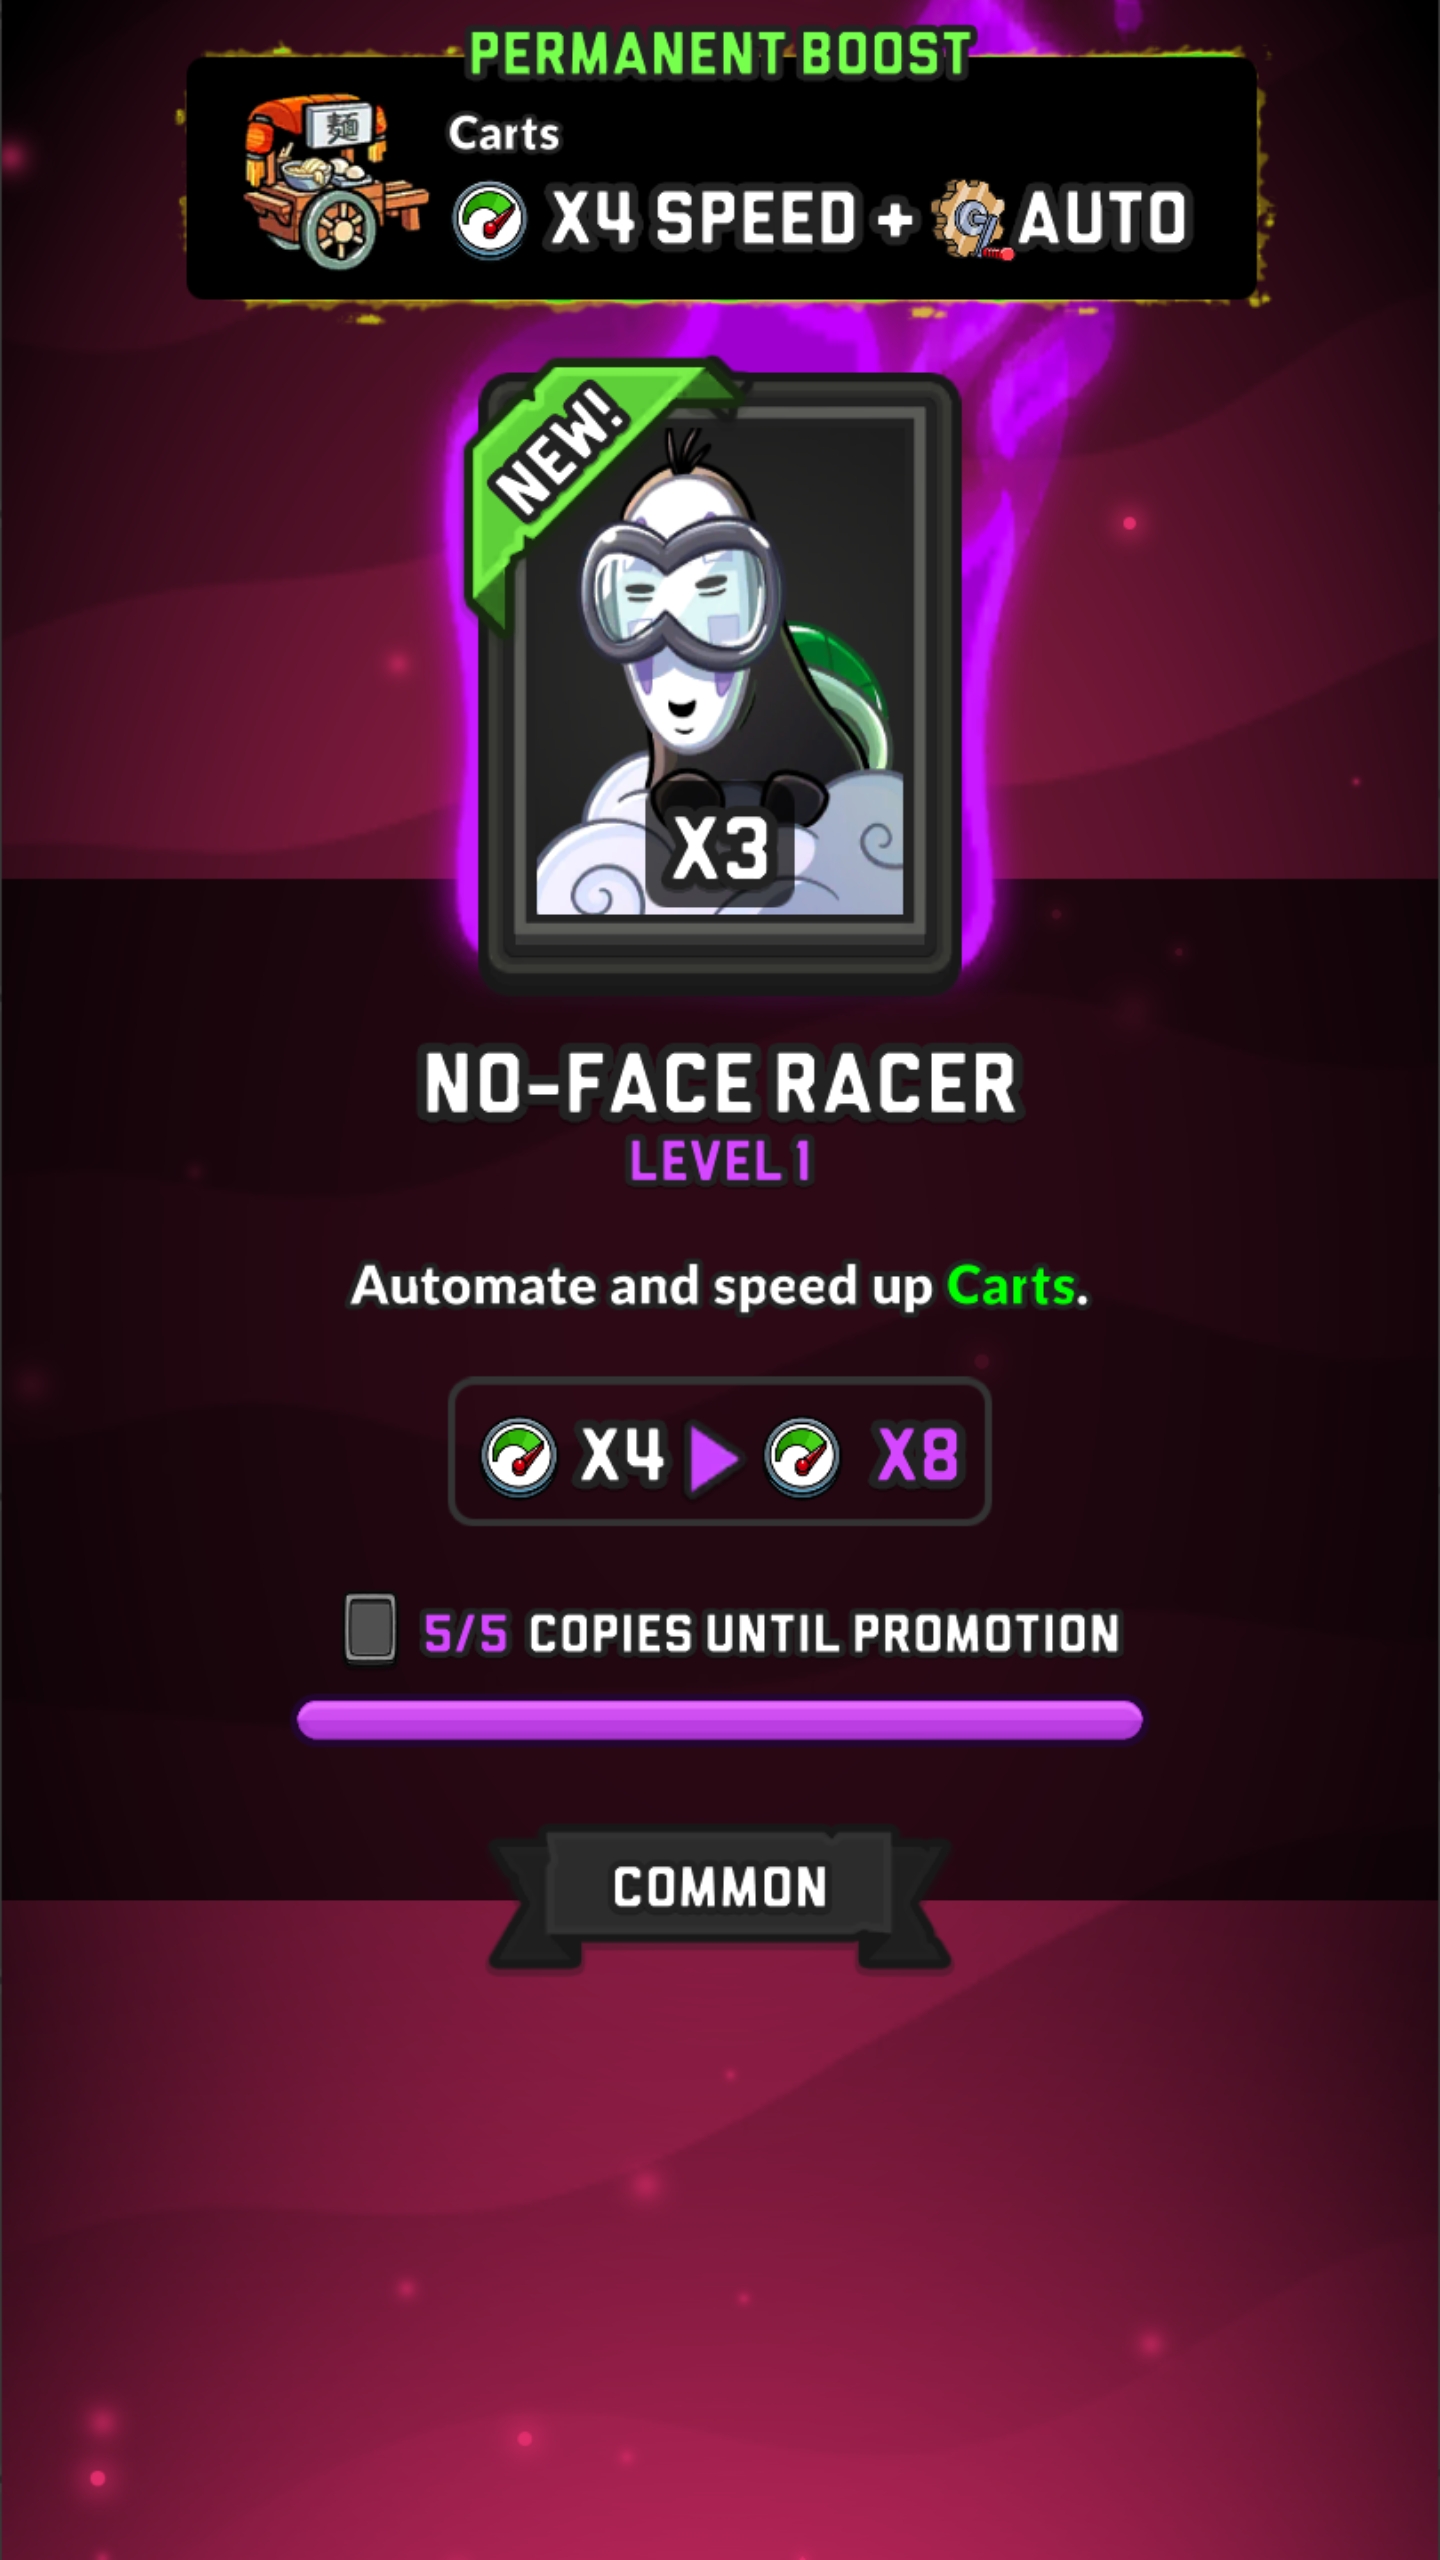 PERMANENT BOOST
麺
Carts
X4 SPEED + AUTO
NEW!
X3
NO-FACE RACER
LEVEL 1
Automate and speed up Carts.
X4 X8
5/5 COPIES UNTIL PROMOTION
COMMON